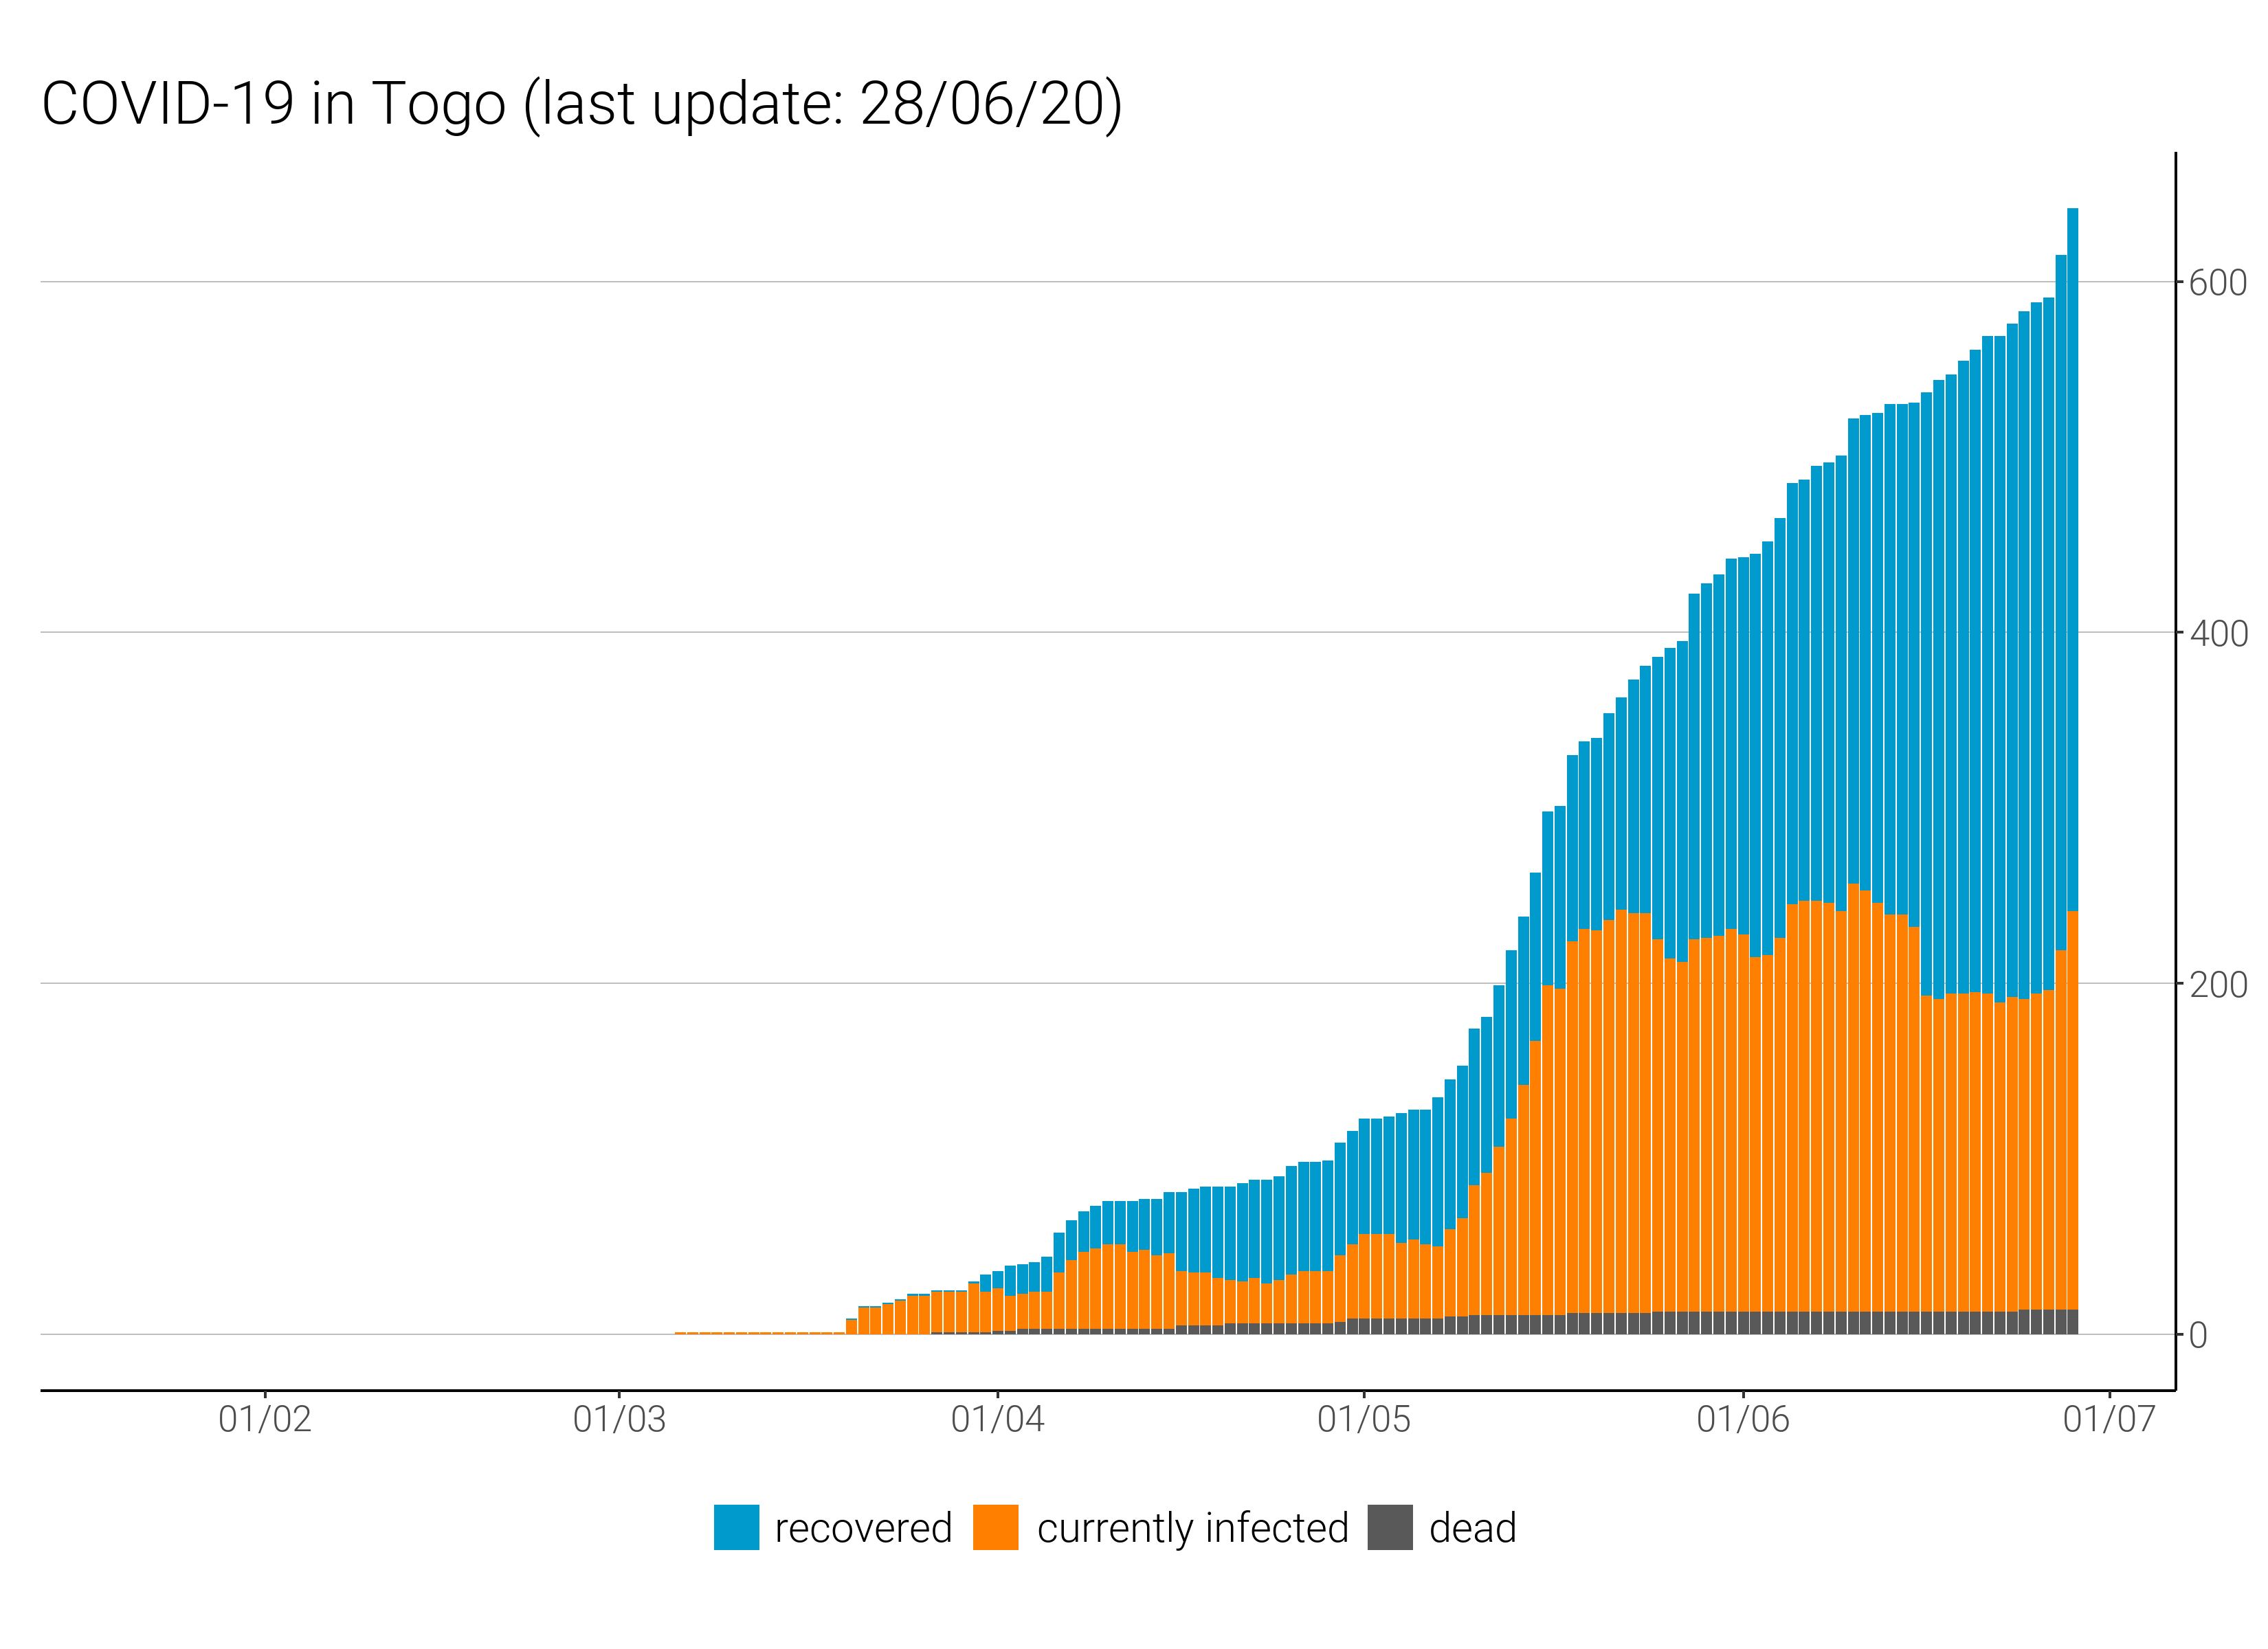 COVID-19 in Togo (last update: 28/06/20)
600
400
200
0
01/02 01/03 01/04 01/05 01/06 01/07
recovered currently infected dead